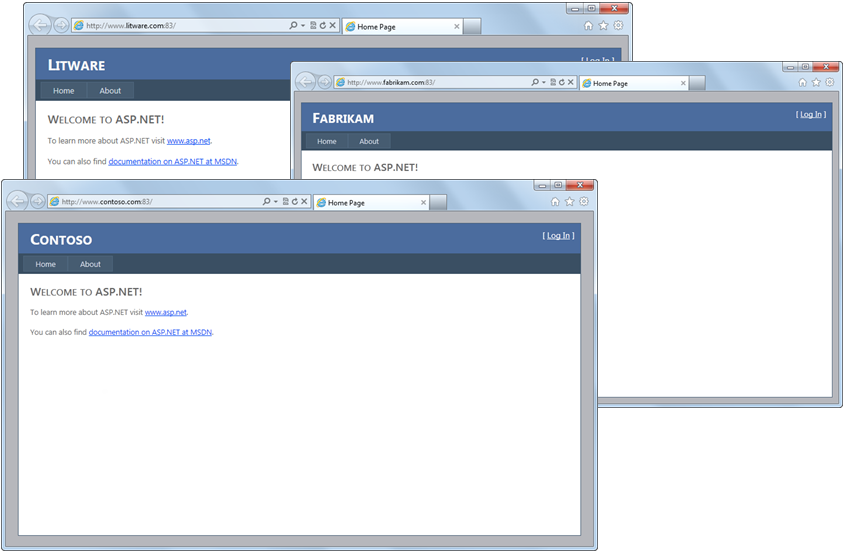 http://www.litware.com:83/
Home Page
LITWARE
[ Log In ]
Home About
WELCOME TO ASP.NET!
To learn more about ASP.NET visit www.asp.net.
You can also find documentation on ASP.NET at MSDN.
http://www.fabrikam.com:83/
Home Page
FABRIKAM
[ Log In ]
Home About
WELCOME TO ASP.NET!
http://www.contoso.com:83/
Home Page
CONTOSO
[ Log In ]
Home About
WELCOME TO ASP.NET!
To learn more about ASP.NET visit www.asp.net.
You can also find documentation on ASP.NET at MSDN.